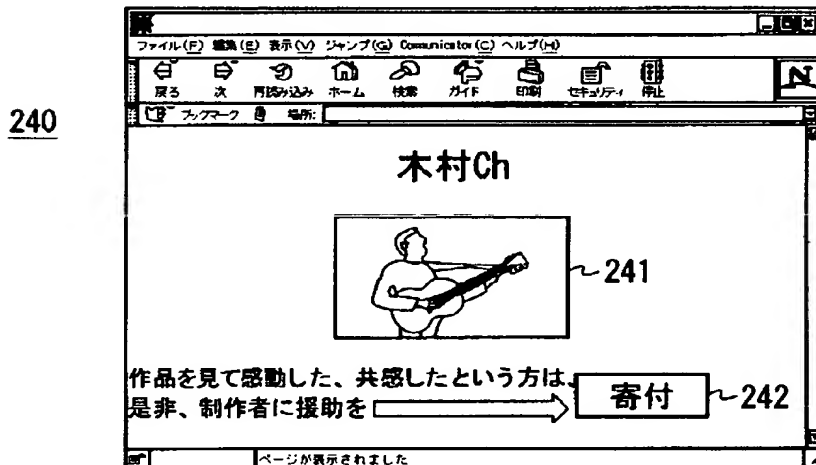 ファイル(F) 編集(E) 表示(V) ジャンプ(G) Communicator(C) ヘルプ(H)
戻る 次 再読み込み ホーム 検索 ガイド 印刷 セキュリティ 停止 N
ブックマーク 場所:
240
木村Ch
241
作品を見て感動した、共感したという方は、
是非、制作者に援助を 寄付 242
ページが表示されました